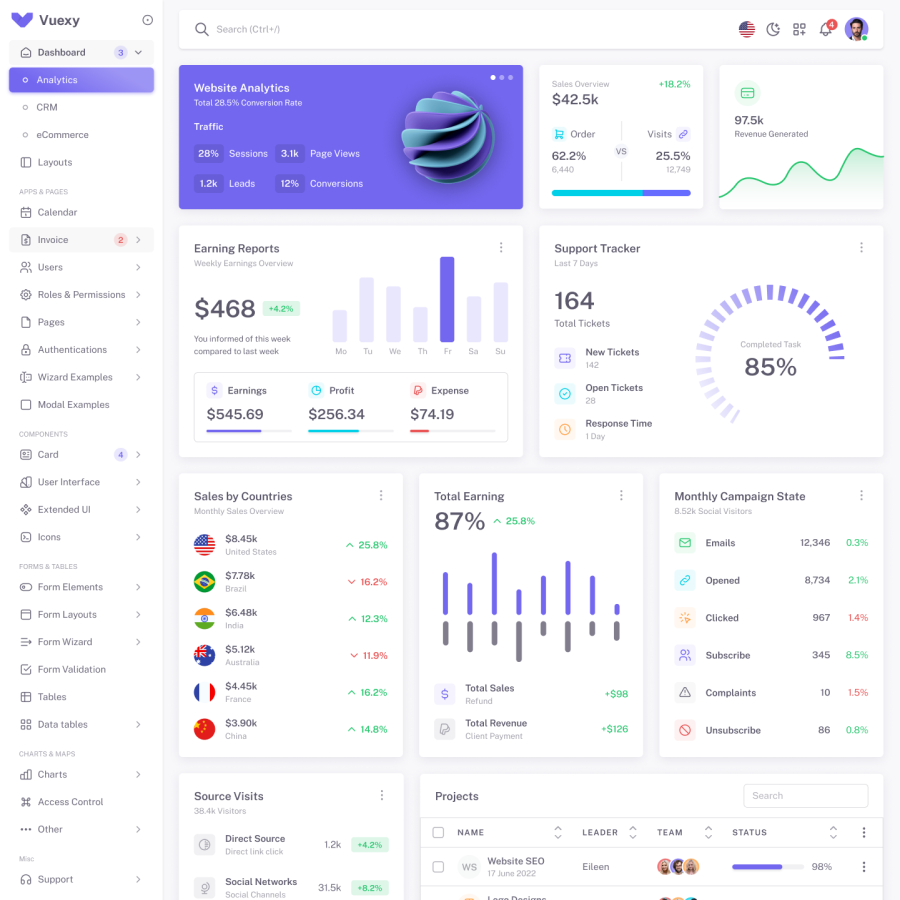 Vuexy
Dashboard 3
Analytics
CRM
eCommerce
Layouts
APPS & PAGES
Calendar
Invoice 2
Users
Roles & Permissions
Pages
Authentications
Wizard Examples
Modal Examples
COMPONENTS
Card 4
User Interface
Extended UI
Icons
FORMS & TABLES
Form Elements
Form Layouts
Form Wizard
Form Validation
Tables
Data tables
CHARTS & MAPS
Charts
Access Control
Other
Misc
Support
Search (Ctrl+/)
4
Website Analytics
Total 28.5% Conversion Rate
Traffic
28% Sessions 3.1k Page Views
1.2k Leads 12% Conversions
Sales Overview +18.2%
$42.5k
Order Visits
VS
62.2% 25.5%
6,440 12,749
97.5k
Revenue Generated
Earning Reports
Weekly Earnings Overview
$468 +4.2%
You informed of this week
compared to last week
Mo Tu We Th Fr Sa Su
Earnings Profit Expense
$545.69 $256.34 $74.19
Support Tracker
Last 7 Days
164
Total Tickets
New Tickets
142
Open Tickets
28
Response Time
1 Day
Completed Task
85%
Sales by Countries
Monthly Sales Overview
$8.45k
United States
25.8%
$7.78k
Brazil
16.2%
$6.48k
India
12.3%
$5.12k
Australia
11.9%
$4.45k
France
16.2%
$3.90k
China
14.8%
Total Earning
87% 25.8%
Total Sales
Refund
+$98
Total Revenue
Client Payment
+$126
Monthly Campaign State
8.52k Social Visitors
Emails 12,346 0.3%
Opened 8,734 2.1%
Clicked 967 1.4%
Subscribe 345 8.5%
Complaints 10 1.5%
Unsubscribe 86 0.8%
Source Visits
38.4k Visitors
Direct Source
Direct link click
1.2k +4.2%
Social Networks
Social Channels
31.5k +8.2%
Projects
Search
NAME LEADER TEAM STATUS
WS
Website SEO
17 June 2022
Eileen
98%
Logo Designs